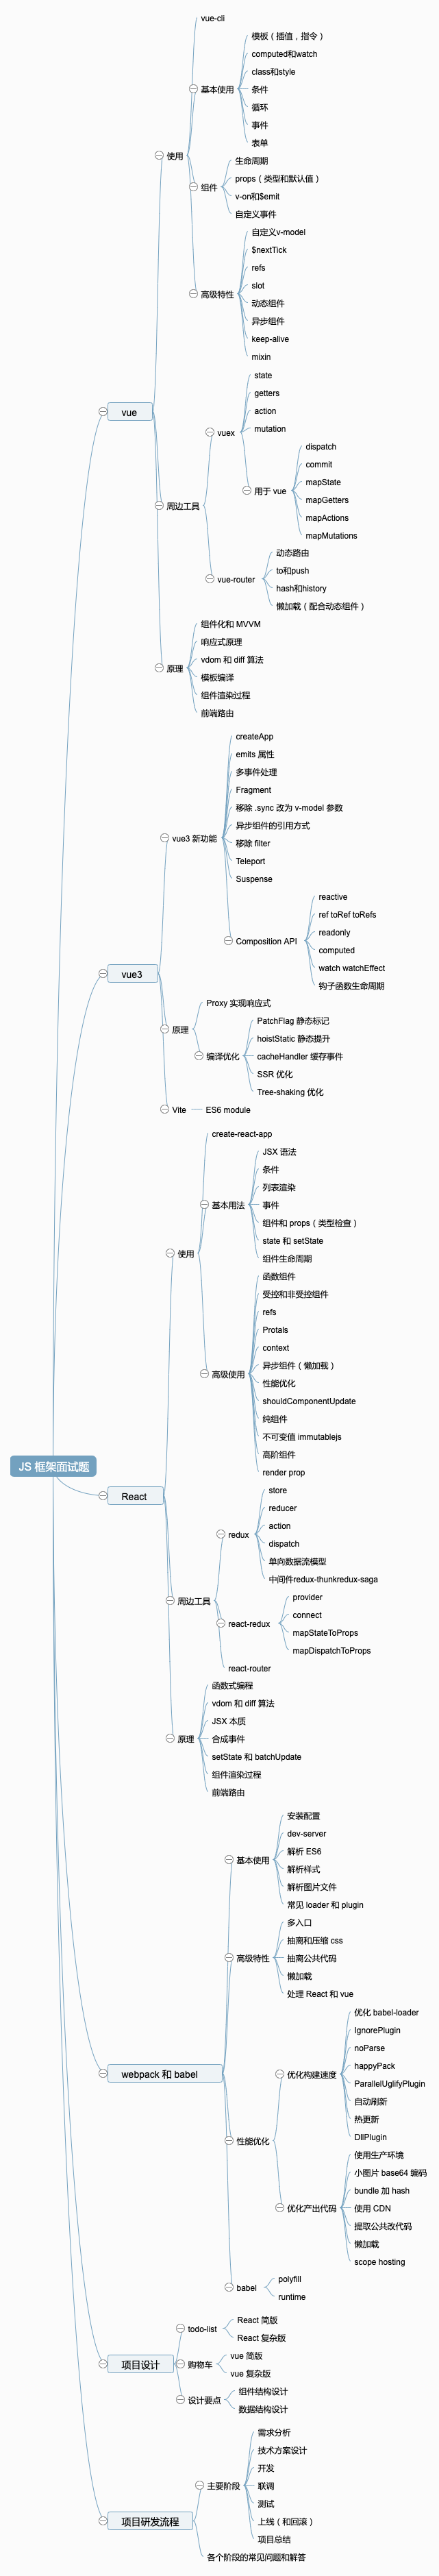 vue-cli
模板（插值，指令）
computed和watch
class和style
基本使用
条件
循环
事件
表单
使用
生命周期
props（类型和默认值）
组件
v-on和$emit
自定义事件
自定义v-model
$nextTick
refs
slot
高级特性
动态组件
异步组件
keep-alive
mixin
vue
state
getters
action
mutation
vuex
dispatch
commit
mapState
用于 vue
mapGetters
mapActions
mapMutations
周边工具
动态路由
to和push
vue-router
hash和history
懒加载（配合动态组件）
组件化和 MVVM
响应式原理
vdom 和 diff 算法
原理
模板编译
组件渲染过程
前端路由
createApp
emits 属性
多事件处理
Fragment
移除 .sync 改为 v-model 参数
异步组件的引用方式
vue3 新功能
移除 filter
Teleport
Suspense
reactive
ref toRef toRefs
readonly
Composition API
computed
watch watchEffect
钩子函数生命周期
vue3
Proxy 实现响应式
原理
PatchFlag 静态标记
hoistStatic 静态提升
编译优化
cacheHandler 缓存事件
SSR 优化
Tree-shaking 优化
Vite
ES6 module
create-react-app
JSX 语法
条件
列表渲染
基本用法
事件
组件和 props（类型检查）
state 和 setState
组件生命周期
使用
函数组件
受控和非受控组件
refs
Protals
context
异步组件（懒加载）
高级使用
性能优化
shouldComponentUpdate
纯组件
不可变值 immutablejs
高阶组件
render prop
JS 框架面试题
React
store
reducer
redux
action
dispatch
单向数据流模型
中间件redux-thunkredux-saga
周边工具
provider
connect
react-redux
mapStateToProps
mapDispatchToProps
react-router
函数式编程
vdom 和 diff 算法
JSX 本质
原理
合成事件
setState 和 batchUpdate
组件渲染过程
前端路由
安装配置
dev-server
解析 ES6
基本使用
解析样式
解析图片文件
常见 loader 和 plugin
多入口
抽离和压缩 css
高级特性
抽离公共代码
懒加载
处理 React 和 vue
webpack 和 babel
优化 babel-loader
IgnorePlugin
noParse
happyPack
优化构建速度
ParallelUglifyPlugin
自动刷新
热更新
DllPlugin
性能优化
使用生产环境
小图片 base64 编码
bundle 加 hash
优化产出代码
使用 CDN
提取公共改代码
懒加载
scope hosting
babel
polyfill
runtime
todo-list
React 简版
React 复杂版
项目设计
购物车
vue 简版
vue 复杂版
设计要点
组件结构设计
数据结构设计
需求分析
技术方案设计
开发
主要阶段
联调
测试
上线（和回滚）
项目总结
项目研发流程
各个阶段的常见问题和解答